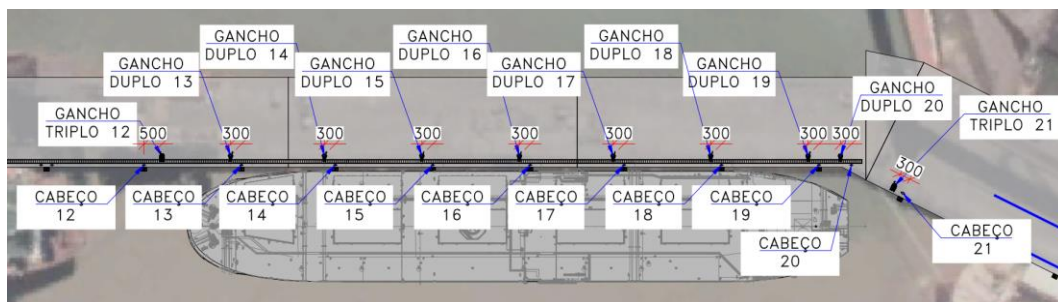 GANCHO
DUPLO 13
GANCHO
DUPLO 14
GANCHO
DUPLO 15
GANCHO
DUPLO 16
GANCHO
DUPLO 17
GANCHO
DUPLO 18
GANCHO
DUPLO 19
GANCHO
DUPLO 20
GANCHO
TRIPLO 21
GANCHO
TRIPLO 12
500
300
300
300
300
300
300
300
300
300
CABEÇO
12
CABEÇO
13
CABEÇO
14
CABEÇO
15
CABEÇO
16
CABEÇO
17
CABEÇO
18
CABEÇO
19
CABEÇO
20
CABEÇO
21